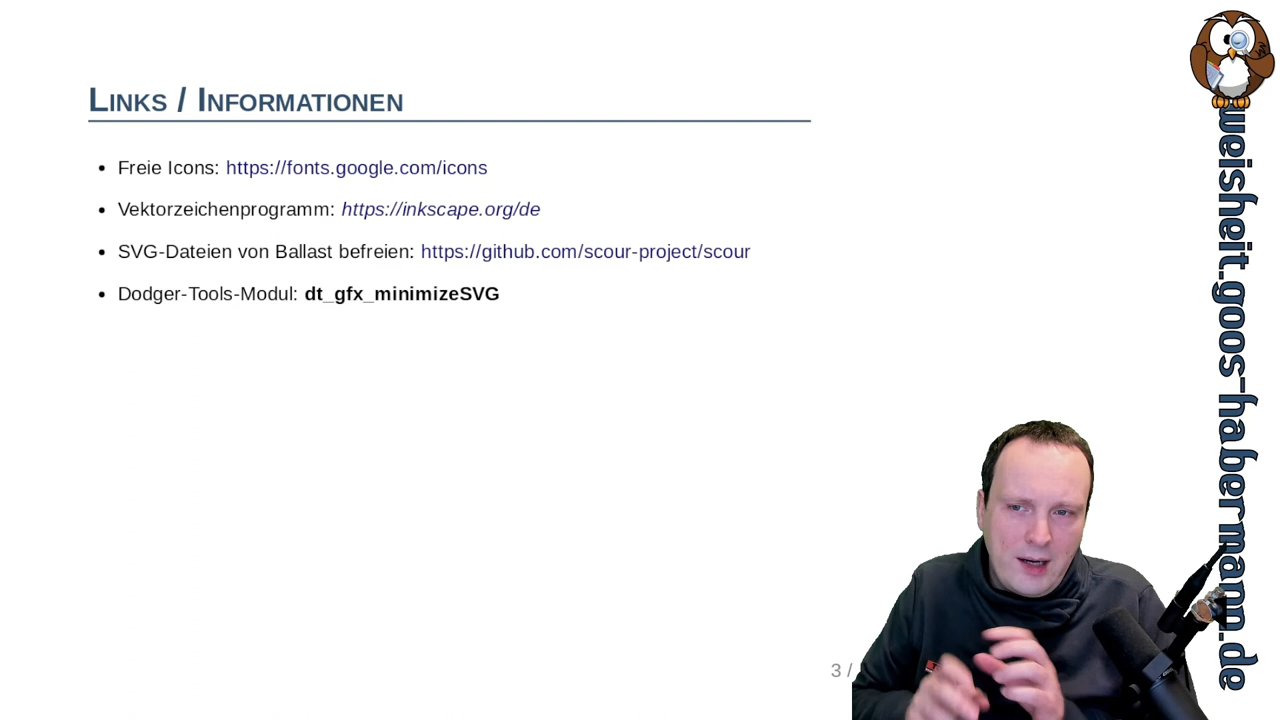 Links / Informationen
Freie Icons: https://fonts.google.com/icons
Vektorzeichenprogramm: https://inkscape.org/de
SVG-Dateien von Ballast befreien: https://github.com/scour-project/scour
Dodger-Tools-Modul: dt_gfx_minimizeSVG
3 /
weisheit.goos-habermann.de